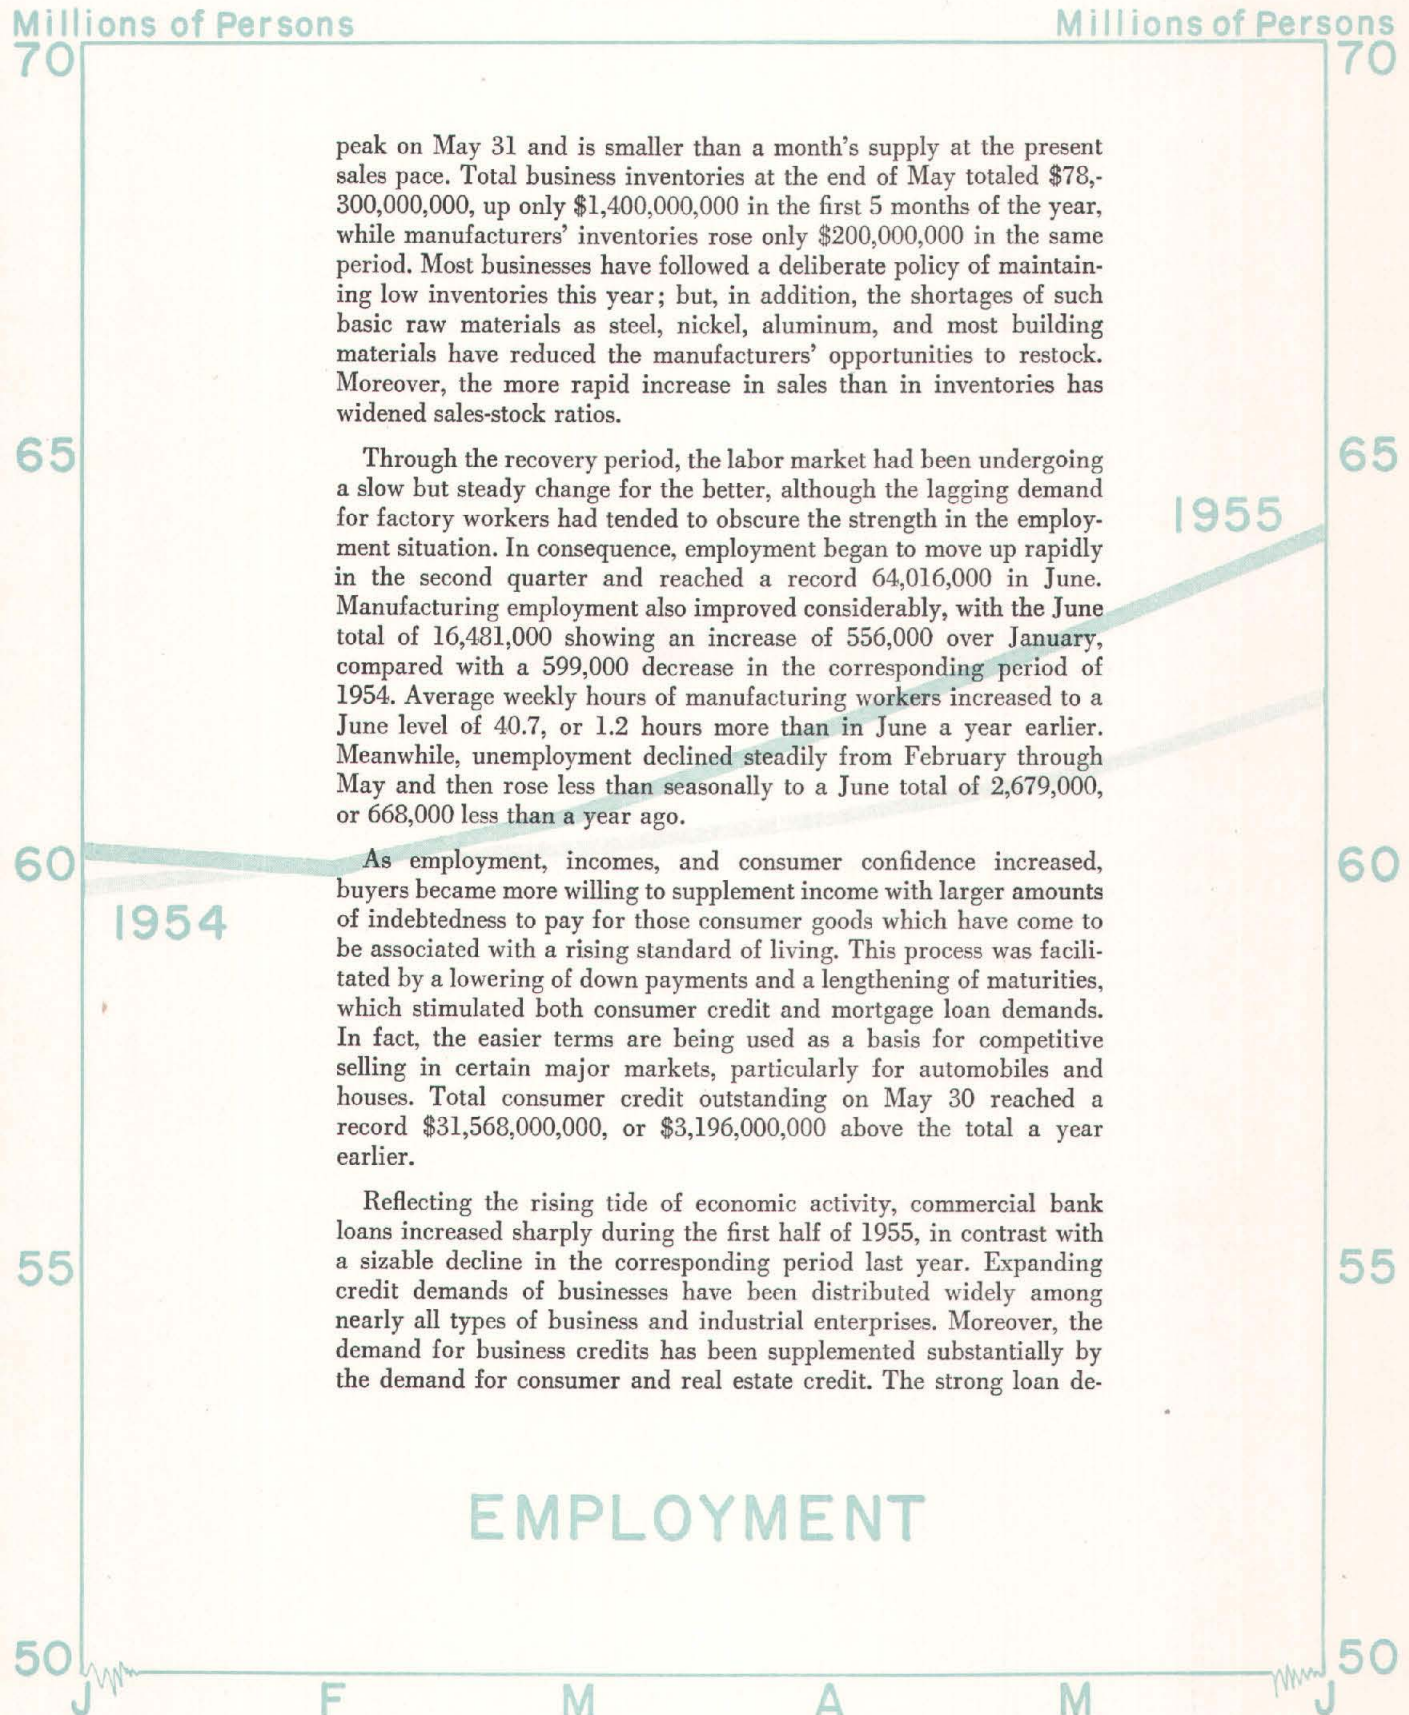 Millions of Persons
Millions of Persons
70
70
peak on May 31 and is smaller than a month's supply at the present
sales pace. Total business inventories at the end of May totaled $78,-
300,000,000, up only $1,400,000,000 in the first 5 months of the year,
while manufacturers' inventories rose only $200,000,000 in the same
period. Most businesses have followed a deliberate policy of maintain-
ing low inventories this year; but, in addition, the shortages of such
basic raw materials as steel, nickel, aluminum, and most building
materials have reduced the manufacturers' opportunities to restock.
Moreover, the more rapid increase in sales than in inventories has
widened sales-stock ratios.
65
65
Through the recovery period, the labor market had been undergoing
a slow but steady change for the better, although the lagging demand
for factory workers had tended to obscure the strength in the employ-
ment situation. In consequence, employment began to move up rapidly
in the second quarter and reached a record 64,016,000 in June.
Manufacturing employment also improved considerably, with the June
total of 16,481,000 showing an increase of 556,000 over January,
compared with a 599,000 decrease in the corresponding period of
1954. Average weekly hours of manufacturing workers increased to a
June level of 40.7, or 1.2 hours more than in June a year earlier.
Meanwhile, unemployment declined steadily from February through
May and then rose less than seasonally to a June total of 2,679,000,
or 668,000 less than a year ago.
1955
60
60
1954
As employment, incomes, and consumer confidence increased,
buyers became more willing to supplement income with larger amounts
of indebtedness to pay for those consumer goods which have come to
be associated with a rising standard of living. This process was facili-
tated by a lowering of down payments and a lengthening of maturities,
which stimulated both consumer credit and mortgage loan demands.
In fact, the easier terms are being used as a basis for competitive
selling in certain major markets, particularly for automobiles and
houses. Total consumer credit outstanding on May 30 reached a
record $31,568,000,000, or $3,196,000,000 above the total a year
earlier.
Reflecting the rising tide of economic activity, commercial bank
loans increased sharply during the first half of 1955, in contrast with
a sizable decline in the corresponding period last year. Expanding
credit demands of businesses have been distributed widely among
nearly all types of business and industrial enterprises. Moreover, the
demand for business credits has been supplemented substantially by
the demand for consumer and real estate credit. The strong loan de-
55
55
EMPLOYMENT
50
50
J F M A M J